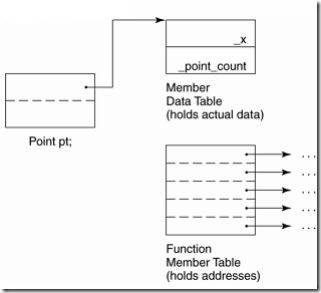 _x
_point_count
Member
Data Table
(holds actual data)
Point pt;
Function
Member Table
(holds addresses)
...
...
...
...
...